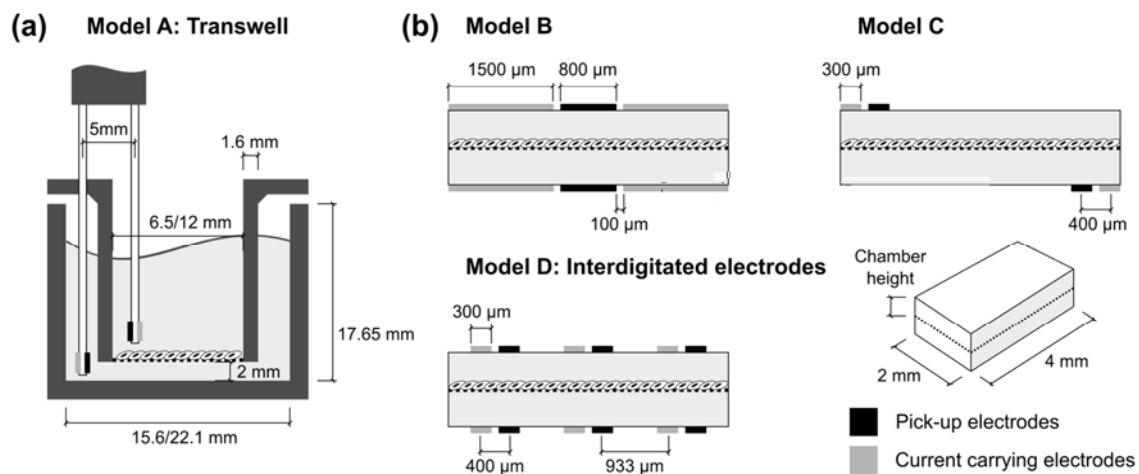 (a) Model A: Transwell
5mm
1.6 mm
6.5/12 mm
17.65 mm
2 mm
15.6/22.1 mm
(b) Model B
1500 µm
800 µm
100 µm
Model C
300 µm
400 µm
Model D: Interdigitated electrodes
300 µm
400 µm
933 µm
Chamber
height
2 mm
4 mm
Pick-up electrodes
Current carrying electrodes